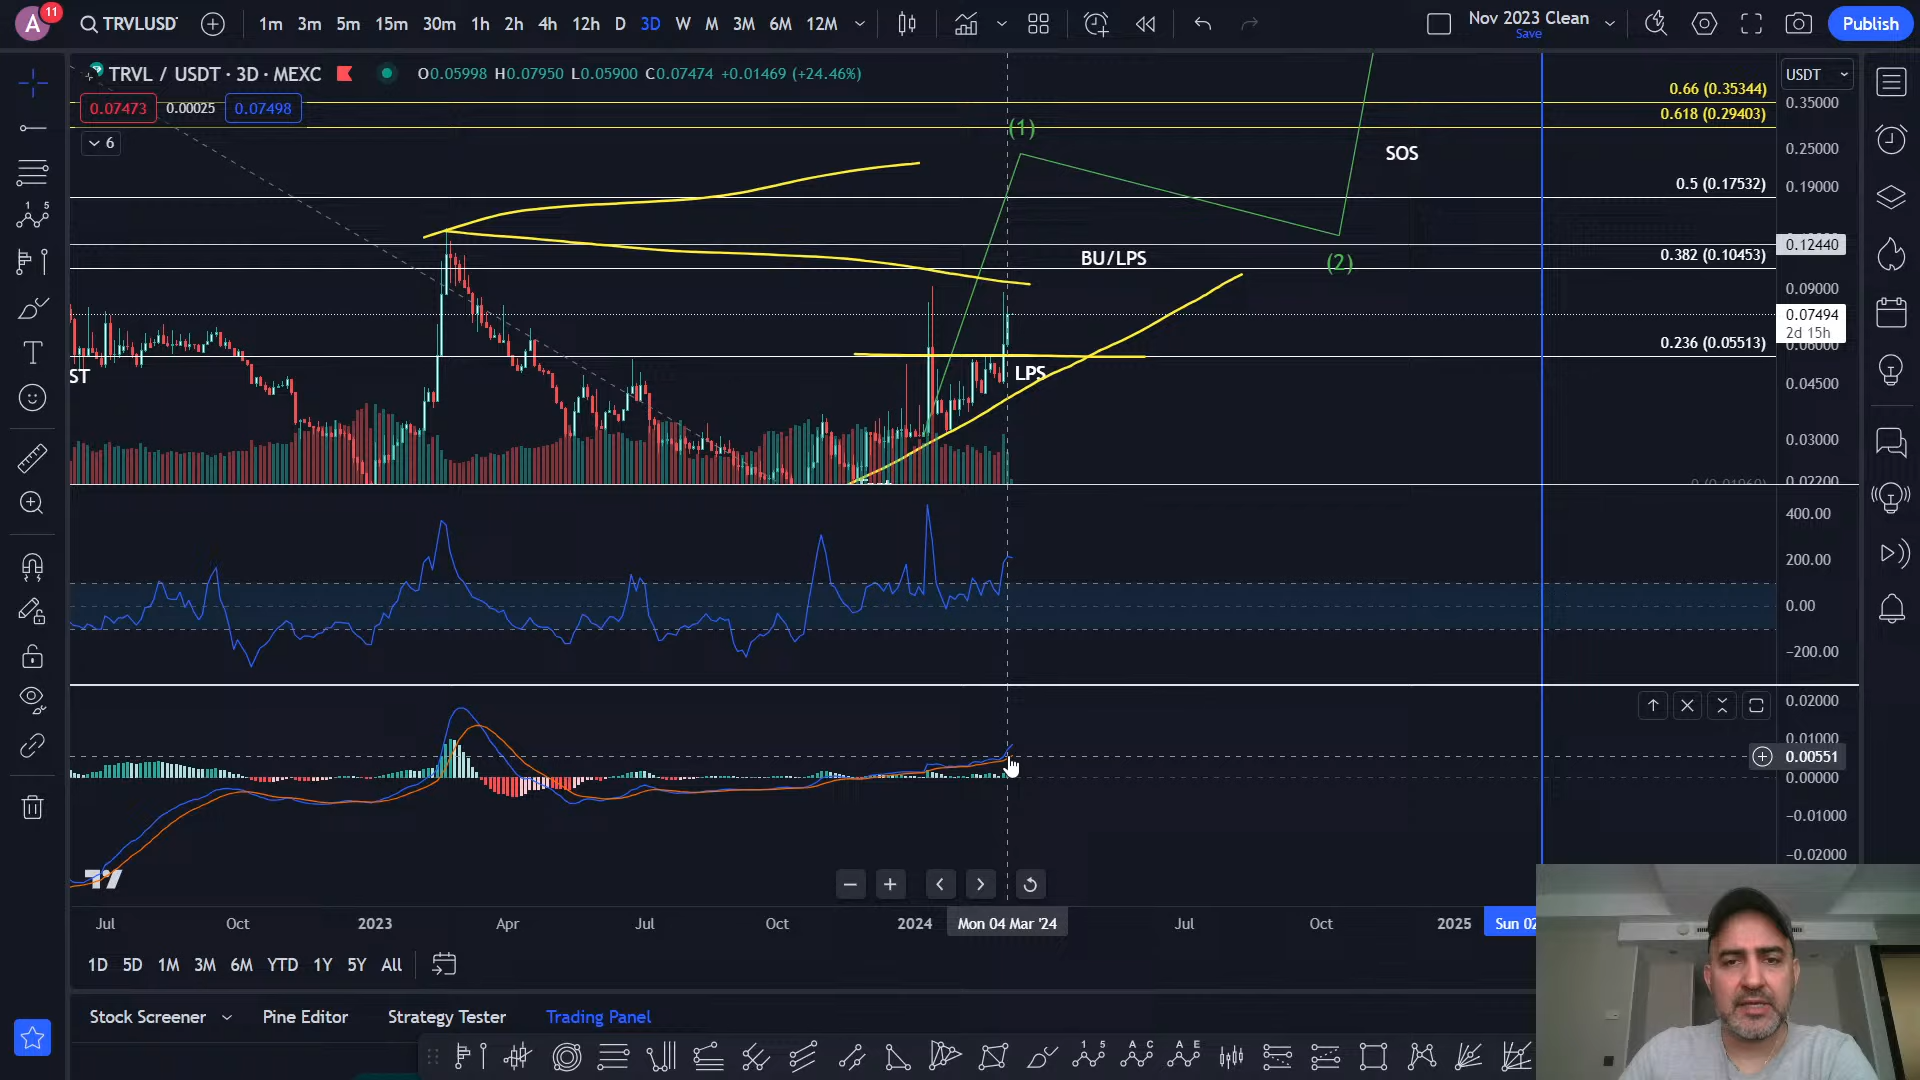 A 11 TRVLUSD 1m 3m 5m 15m 30m 1h 2h 4h 12h D 3D W M 3M 6M 12M Nov 2023 Clean Save Publish
TRVL / USDT · 3D · MEXC O0.05998 H0.07950 L0.05900 C0.07474 +0.01469 (+24.46%) USDT
0.07473 0.00025 0.07498
6
0.66 (0.35344) 0.35000
0.618 (0.29403)
(1)
SOS 0.25000
0.5 (0.17532) 0.19000
0.12440
BU/LPS (2) 0.382 (0.10453)
0.09000
0.07494
2d 15h
0.236 (0.05513) 0.06000
ST LPS 0.04500
0.03000
0 (0.01960) 0.02200
400.00
200.00
0.00
−200.00
0.02000
0.01000
0.00551
0.00000
−0.01000
−0.02000
Jul Oct 2023 Apr Jul Oct 2024 Mon 04 Mar '24 Jul Oct 2025 Sun 02
1D 5D 1M 3M 6M YTD 1Y 5Y All
Stock Screener Pine Editor Strategy Tester Trading Panel